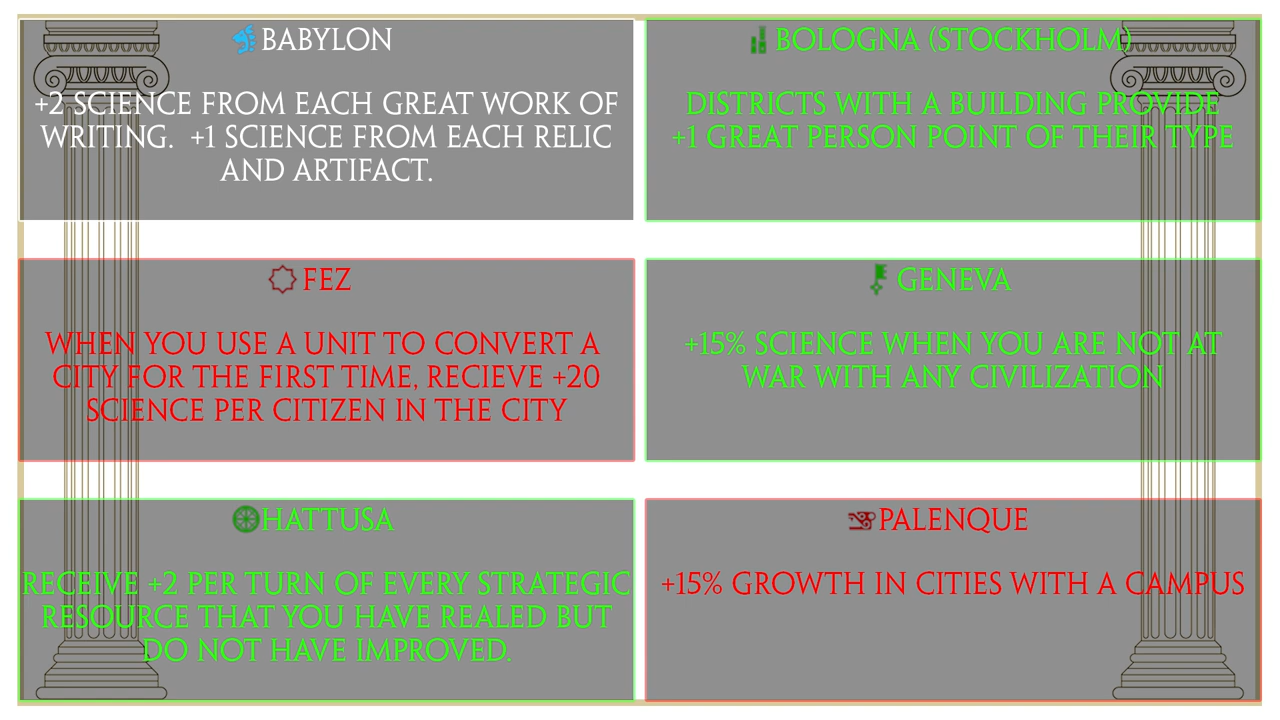 BABYLON
+2 SCIENCE FROM EACH GREAT WORK OF
WRITING.  +1 SCIENCE FROM EACH RELIC
AND ARTIFACT.
BOLOGNA (STOCKHOLM)
DISTRICTS WITH A BUILDING PROVIDE
+1 GREAT PERSON POINT OF THEIR TYPE
FEZ
WHEN YOU USE A UNIT TO CONVERT A
CITY FOR THE FIRST TIME, RECIEVE +20
SCIENCE PER CITIZEN IN THE CITY
GENEVA
+15% SCIENCE WHEN YOU ARE NOT AT
WAR WITH ANY CIVILIZATION
HATTUSA
RECEIVE +2 PER TURN OF EVERY STRATEGIC
RESOURCE THAT YOU HAVE REALED BUT
DO NOT HAVE IMPROVED.
PALENQUE
+15% GROWTH IN CITIES WITH A CAMPUS